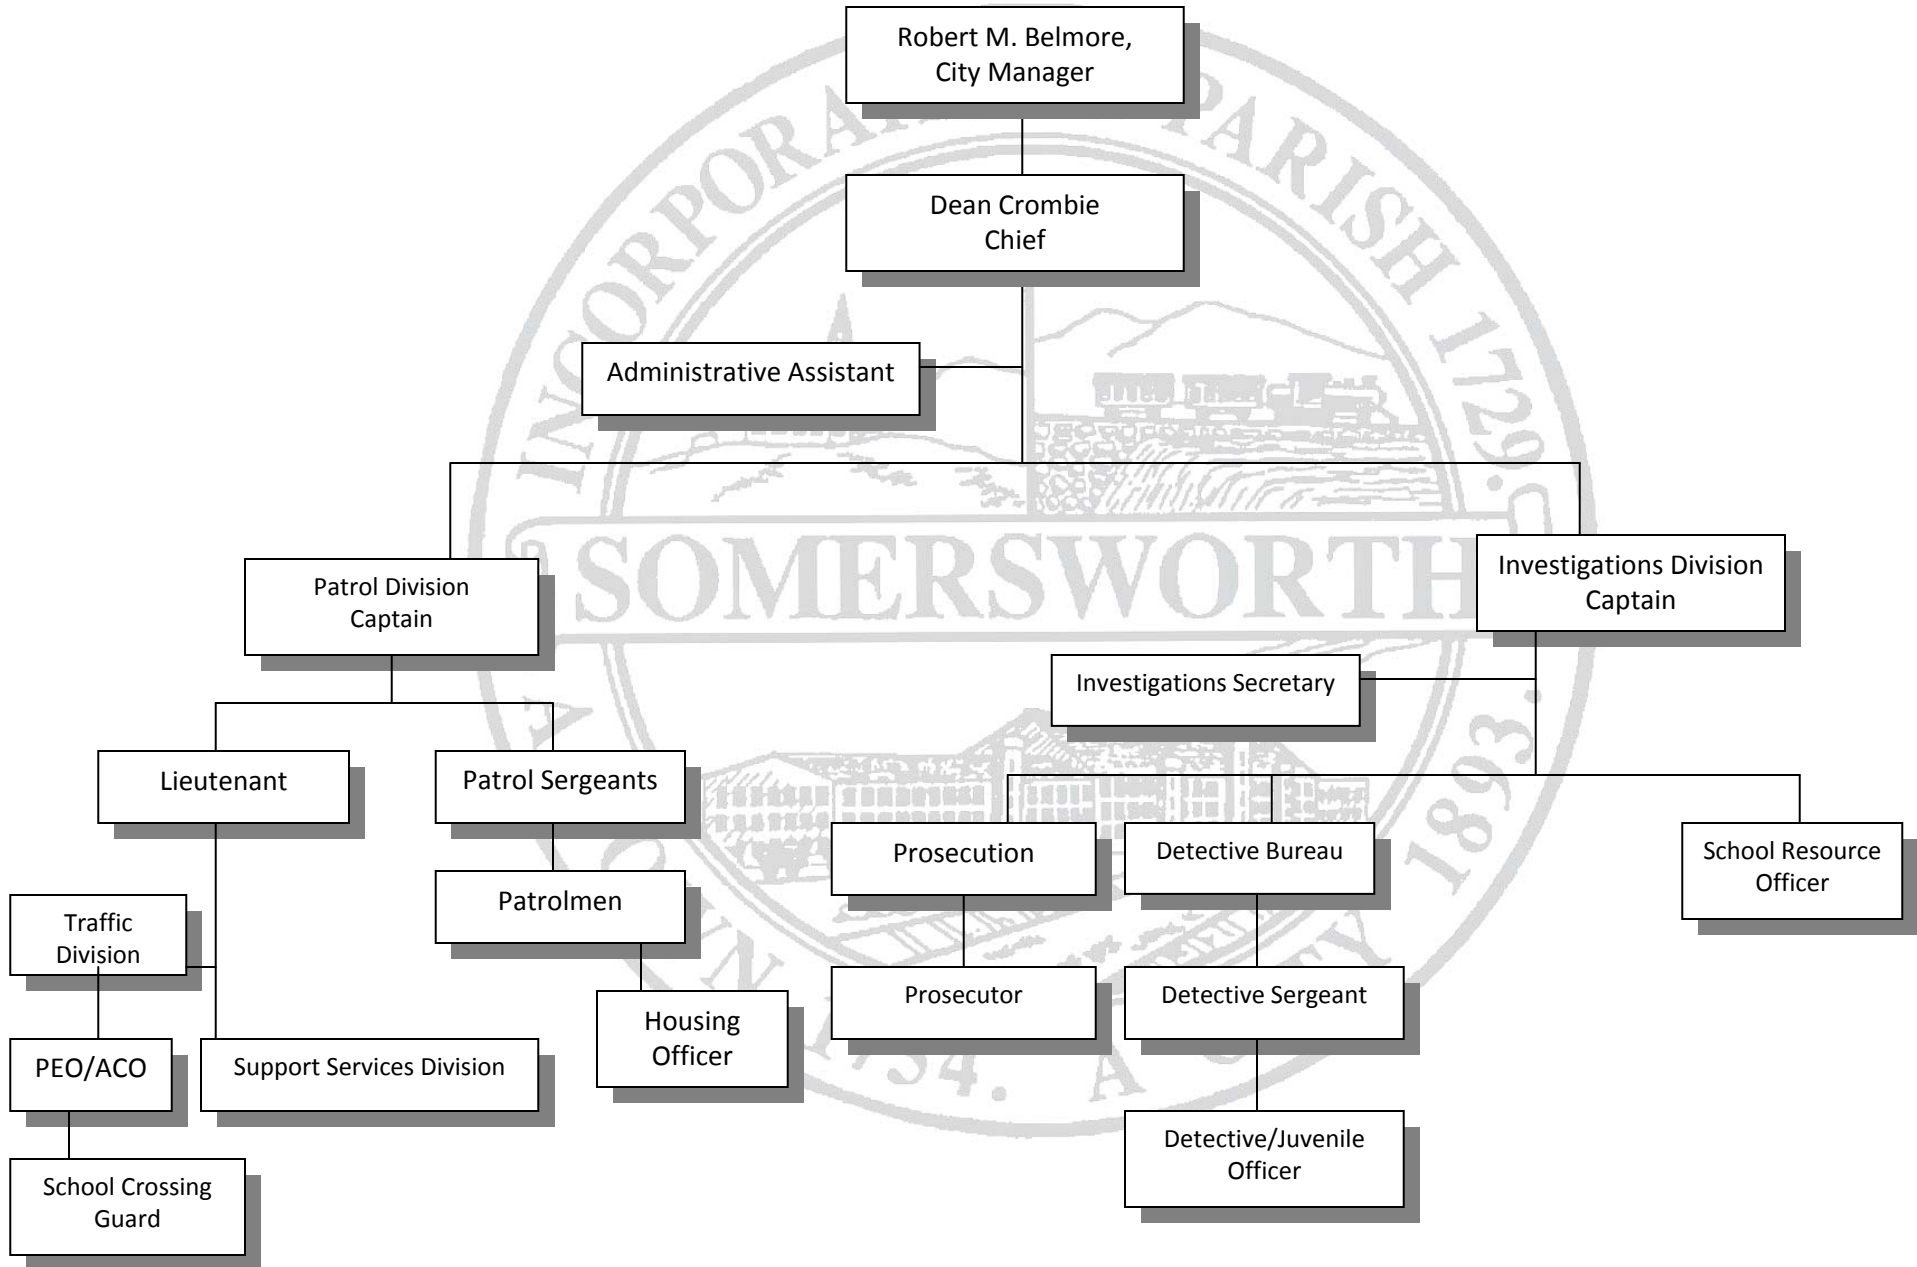 Robert M. Belmore,
City Manager
Dean Crombie
Chief
Administrative Assistant
Patrol Division
Captain
Investigations Division
Captain
Investigations Secretary
Lieutenant
Patrol Sergeants
Prosecution
Detective Bureau
School Resource
Officer
Patrolmen
Traffic
Division
Prosecutor
Detective Sergeant
Housing
Officer
PEO/ACO
Support Services Division
Detective/Juvenile
Officer
School Crossing
Guard
PARISH 1729.
SOMERSWORTH
A
1893.